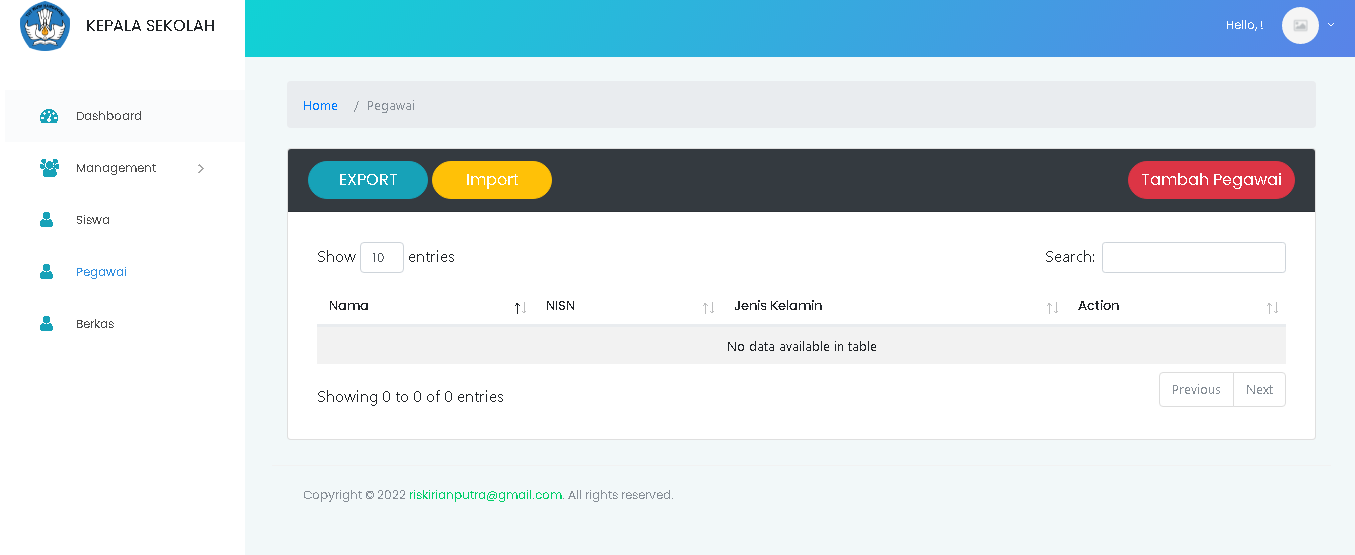 KEPALA SEKOLAH
Hello, !
Dashboard
Management
Siswa
Pegawai
Berkas
Home / Pegawai
EXPORT Import Tambah Pegawai
Show 10 entries Search:
Nama NISN Jenis Kelamin Action
No data available in table
Showing 0 to 0 of 0 entries Previous Next
Copyright © 2022 riskirianputra@gmail.com. All rights reserved.